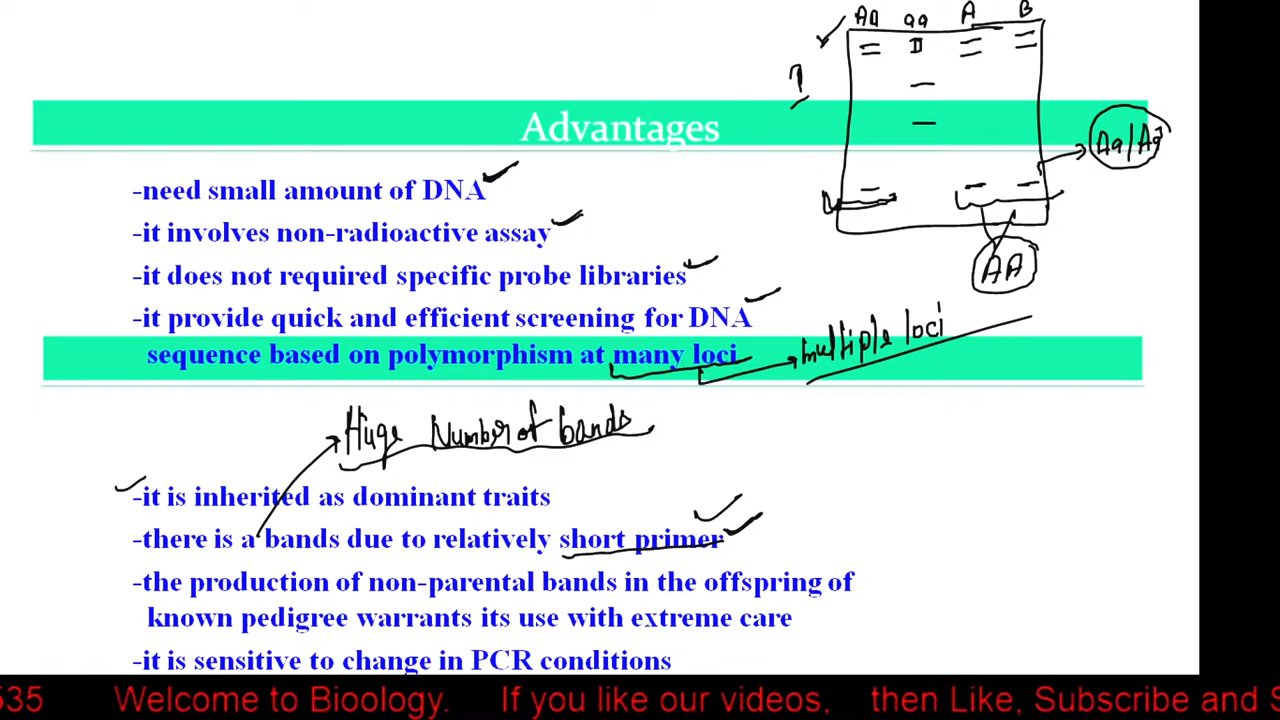 AA aa A B
Advantages
Aa/Aa
-need small amount of DNA
-it involves non-radioactive assay
-it does not required specific probe libraries
AA
-it provide quick and efficient screening for DNA
sequence based on polymorphism at many loci
multiple loci
Huge Number of bands
-it is inherited as dominant traits
-there is a bands due to relatively short primer
-the production of non-parental bands in the offspring of
known pedigree warrants its use with extreme care
-it is sensitive to change in PCR conditions
535 Welcome to Bioology. If you like our videos, then Like, Subscribe and S